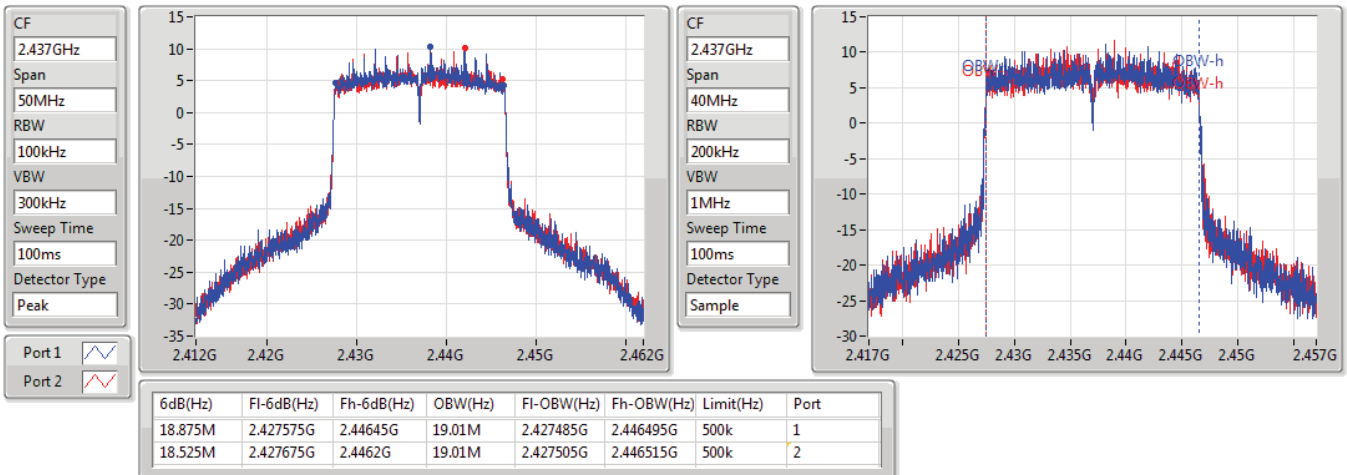 CF
2.437GHz
Span
50MHz
RBW
100kHz
VBW
300kHz
Sweep Time
100ms
Detector Type
Peak
Port 1
Port 2
15
10
5
0
-5
-10
-15
-20
-25
-30
-35
2.412G 2.42G 2.43G 2.44G 2.45G 2.462G
CF
2.437GHz
Span
40MHz
RBW
200kHz
VBW
1MHz
Sweep Time
100ms
Detector Type
Sample
15
10
5
0
-5
-10
-15
-20
-25
-30
OBW-h
OBW-h
2.417G 2.425G 2.43G 2.435G 2.44G 2.445G 2.45G 2.457G
6dB(Hz) Fl-6dB(Hz) Fh-6dB(Hz) OBW(Hz) Fl-OBW(Hz) Fh-OBW(Hz) Limit(Hz) Port
18.875M 2.427575G 2.44645G 19.01M 2.427485G 2.446495G 500k 1
18.525M 2.427675G 2.4462G 19.01M 2.427505G 2.446515G 500k 2